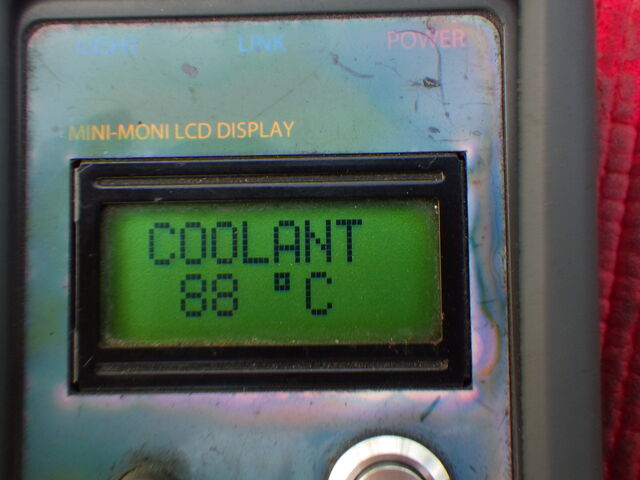 LIGHT LINK POWER
MINI-MONI LCD DISPLAY
COOLANT
88 °C